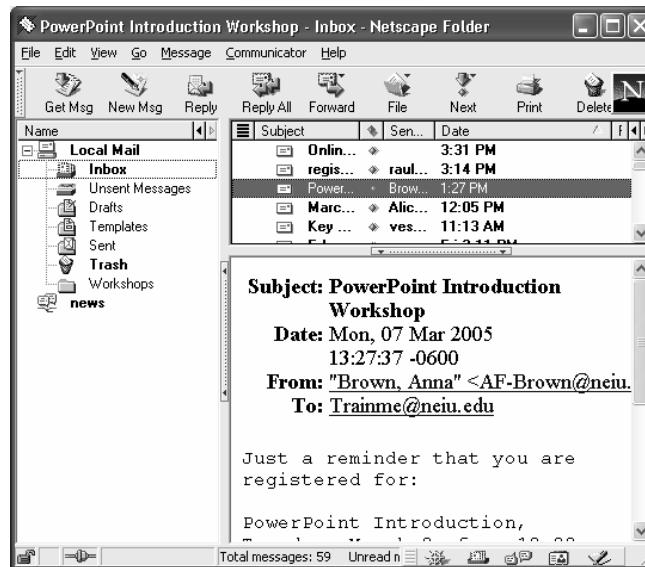 PowerPoint Introduction Workshop - Inbox - Netscape Folder
File Edit View Go Message Communicator Help
Get Msg New Msg Reply Reply All Forward File Next Print Delete N
Name Subject Sen... Date
Local Mail
Inbox
Unsent Messages
Drafts
Templates
Sent
Trash
Workshops
news
Onlin... 3:31 PM
regis... raul... 3:14 PM
Power... Brow... 1:27 PM
Marc... Alic... 12:05 PM
Key ... ves... 11:13 AM
Subject: PowerPoint Introduction
Workshop
Date: Mon, 07 Mar 2005
13:27:37 -0600
From: "Brown, Anna" <AF-Brown@neiu.
To: Trainme@neiu.edu
Just a reminder that you are
registered for:
PowerPoint Introduction,
Total messages: 59 Unread n